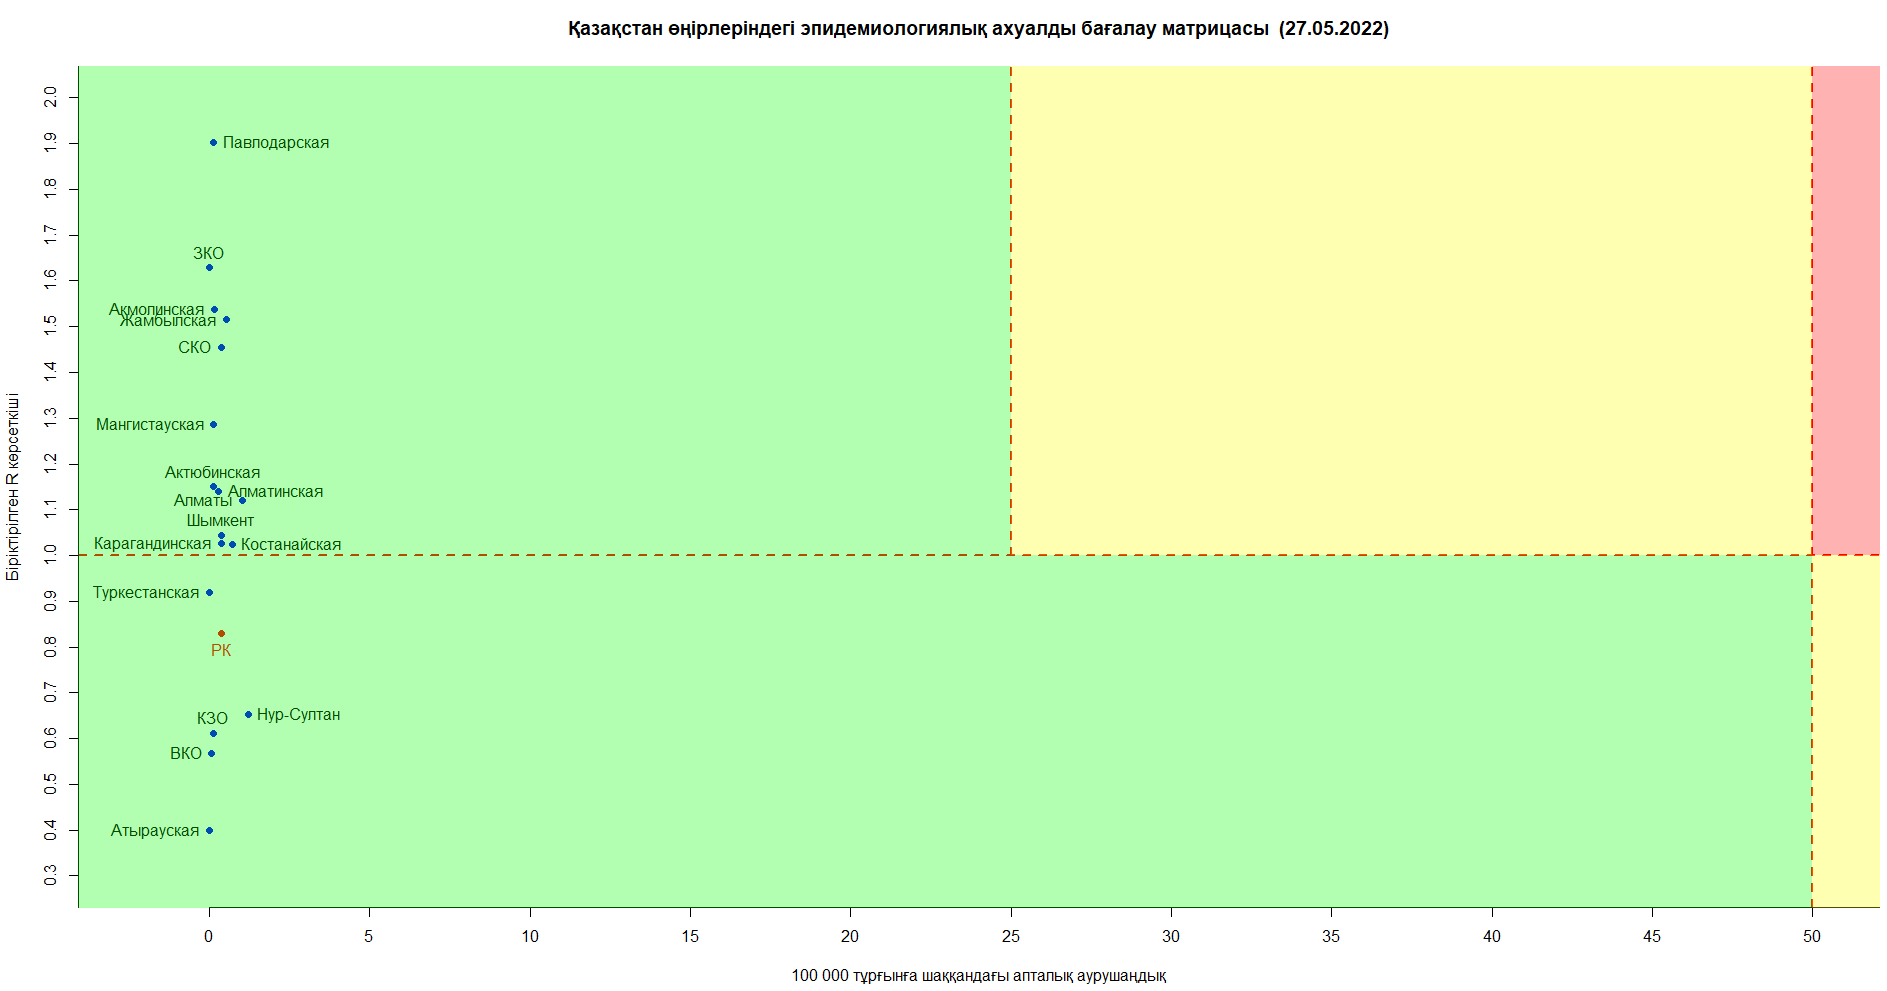 Қазақстан өңірлеріндегі эпидемиологиялық ахуалды бағалау матрицасы (27.05.2022)
Біріктірілген R көрсеткіші
2.0
1.9
1.8
1.7
1.6
1.5
1.4
1.3
1.2
1.1
1.0
0.9
0.8
0.7
0.6
0.5
0.4
0.3
Павлодарская
ЗКО
Акмолинская
Жамбылская
СКО
Мангистауская
Актюбинская
Алматинская
Алматы
Шымкент
Карагандинская
Костанайская
Туркестанская
РК
Нур-Султан
КЗО
ВКО
Атырауская
0 5 10 15 20 25 30 35 40 45 50
100 000 тұрғынға шаққандағы апталық аурушаңдық